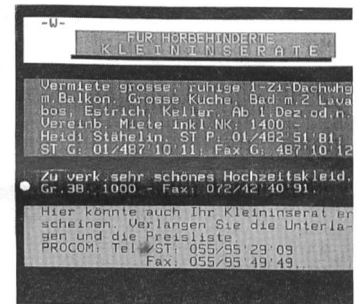 -W-
FUR HORBEHINDERTE
KLEININSERATE
Vermiete grosse, ruhige 1-Zi-Dachwhg
m.Balkon. Grosse Küche, Bad m.2 Lava
bos, Estrich, Keller. Ab 1.Dez.od.n.
Vereinb. Miete inkl.NK: 1400.-
Heidi Stähelin, ST P: 01/482'51'81,
ST G: 01/487'10'11, Fax G: 487'10'12
Zu verk.sehr schönes Hochzeitskleid.
Gr.38. 1000.- Fax: 072/42'40'91.
Hier könnte auch Ihr Kleininserat er
scheinen. Verlangen Sie die Unterla-
gen und die Preisliste.
PROCOM: Tel/ST: 055/95'29'09
Fax: 055/95'49'49.